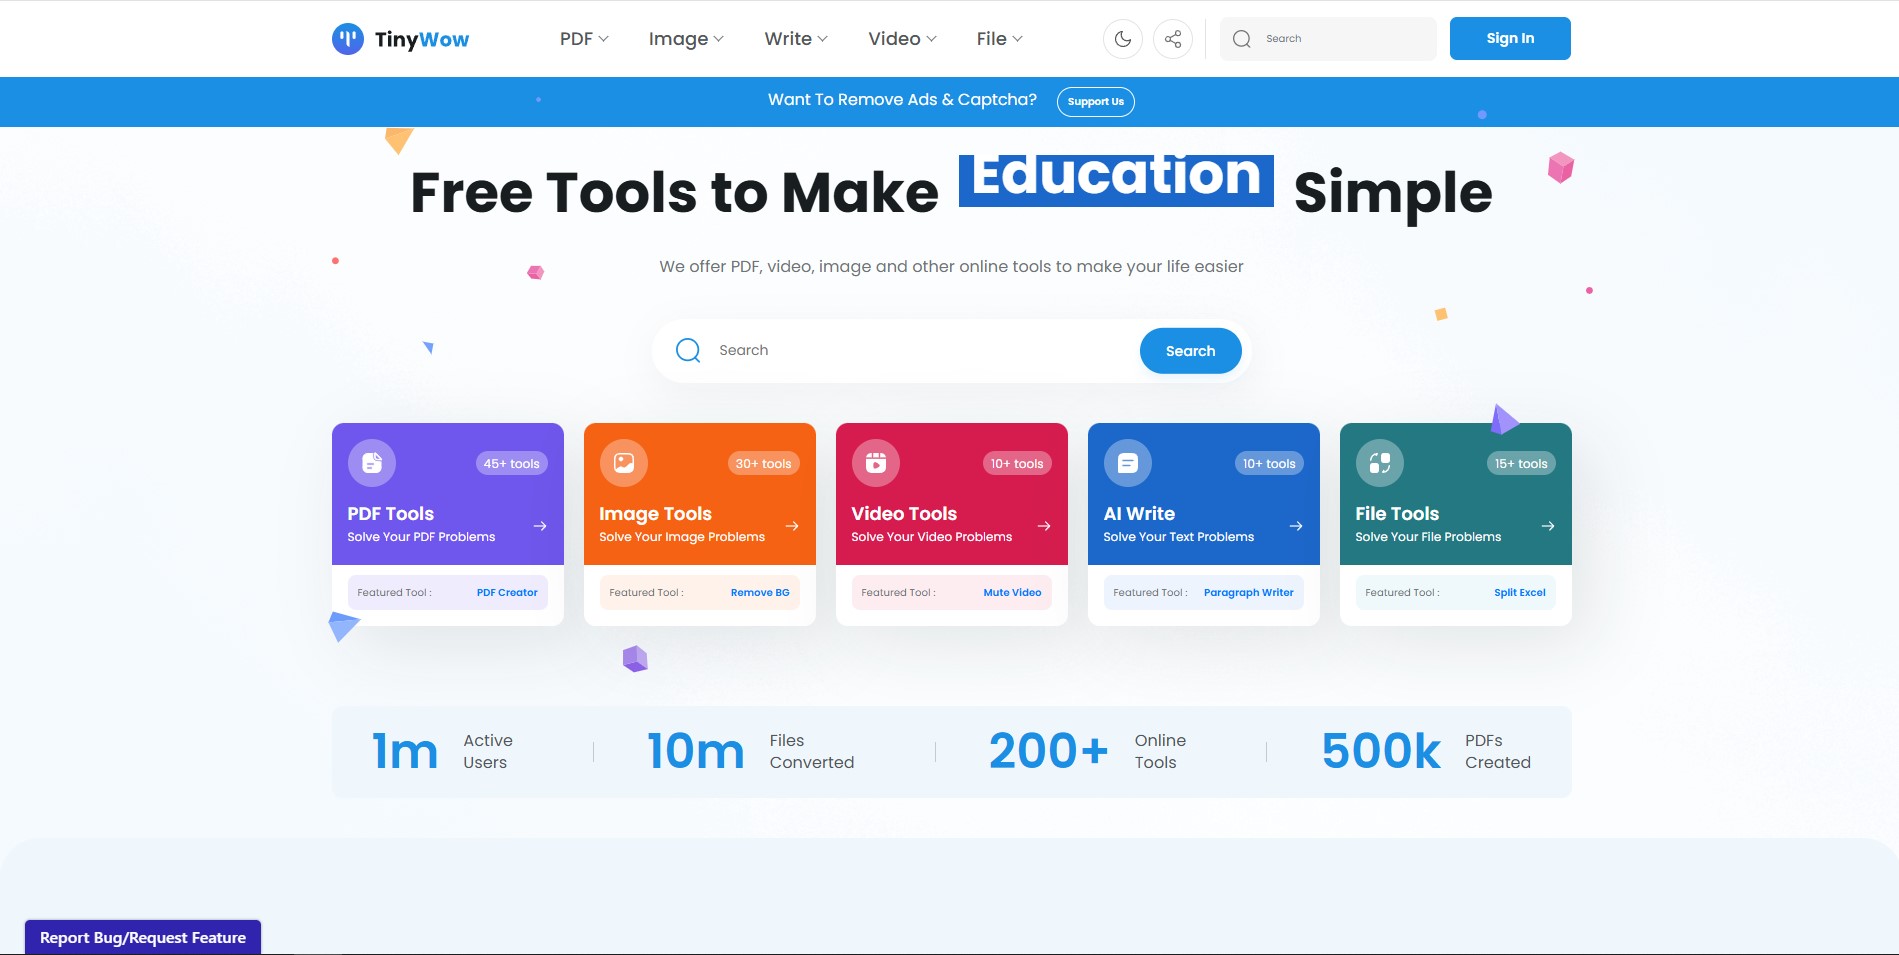 TinyWow
PDF
Image
Write
Video
File
Search
Sign In
Want To Remove Ads & Captcha?
Support Us
Free Tools to Make Education Simple
We offer PDF, video, image and other online tools to make your life easier
Search
Search
45+ tools
PDF Tools
Solve Your PDF Problems
Featured Tool :
PDF Creator
30+ tools
Image Tools
Solve Your Image Problems
Featured Tool :
Remove BG
10+ tools
Video Tools
Solve Your Video Problems
Featured Tool :
Mute Video
10+ tools
AI Write
Solve Your Text Problems
Featured Tool :
Paragraph Writer
15+ tools
File Tools
Solve Your File Problems
Featured Tool :
Split Excel
1m
Active
Users
10m
Files
Converted
200+
Online
Tools
500k
PDFs
Created
Report Bug/Request Feature